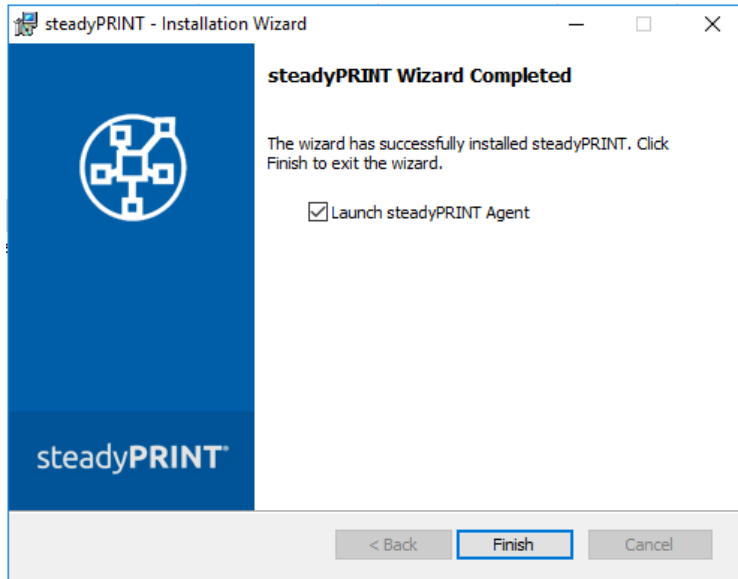 steadyPRINT - Installation Wizard
steadyPRINT Wizard Completed
The wizard has successfully installed steadyPRINT. Click
Finish to exit the wizard.
Launch steadyPRINT Agent
steadyPRINT®
< Back
Finish
Cancel